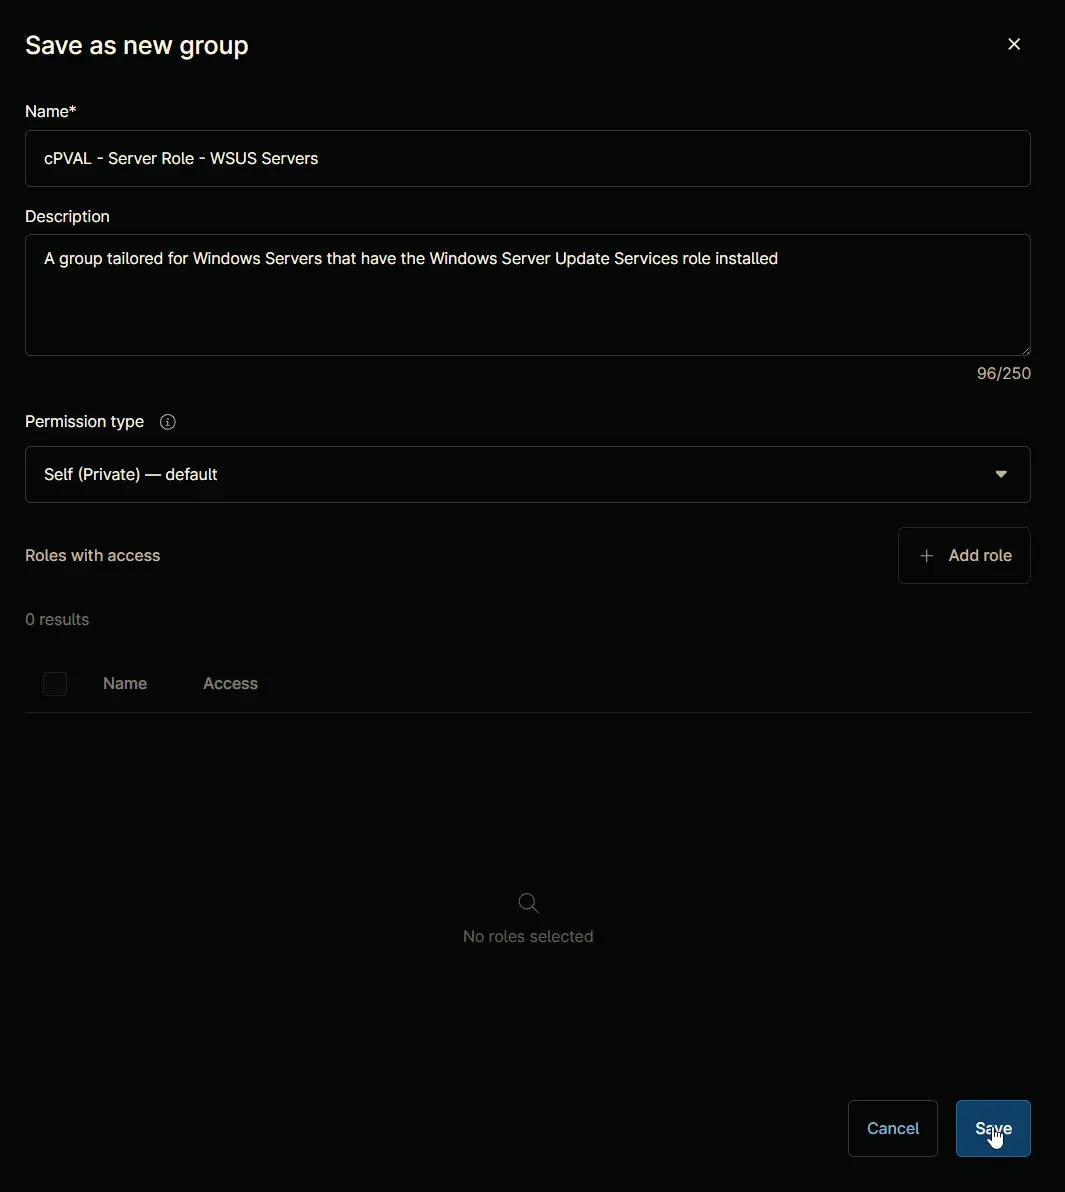 Save as new group
Name*
cPVAL - Server Role - WSUS Servers
Description
A group tailored for Windows Servers that have the Windows Server Update Services role installed
96/250
Permission type
Self (Private) — default
Roles with access
Add role
0 results
Name Access
No roles selected
Cancel Save